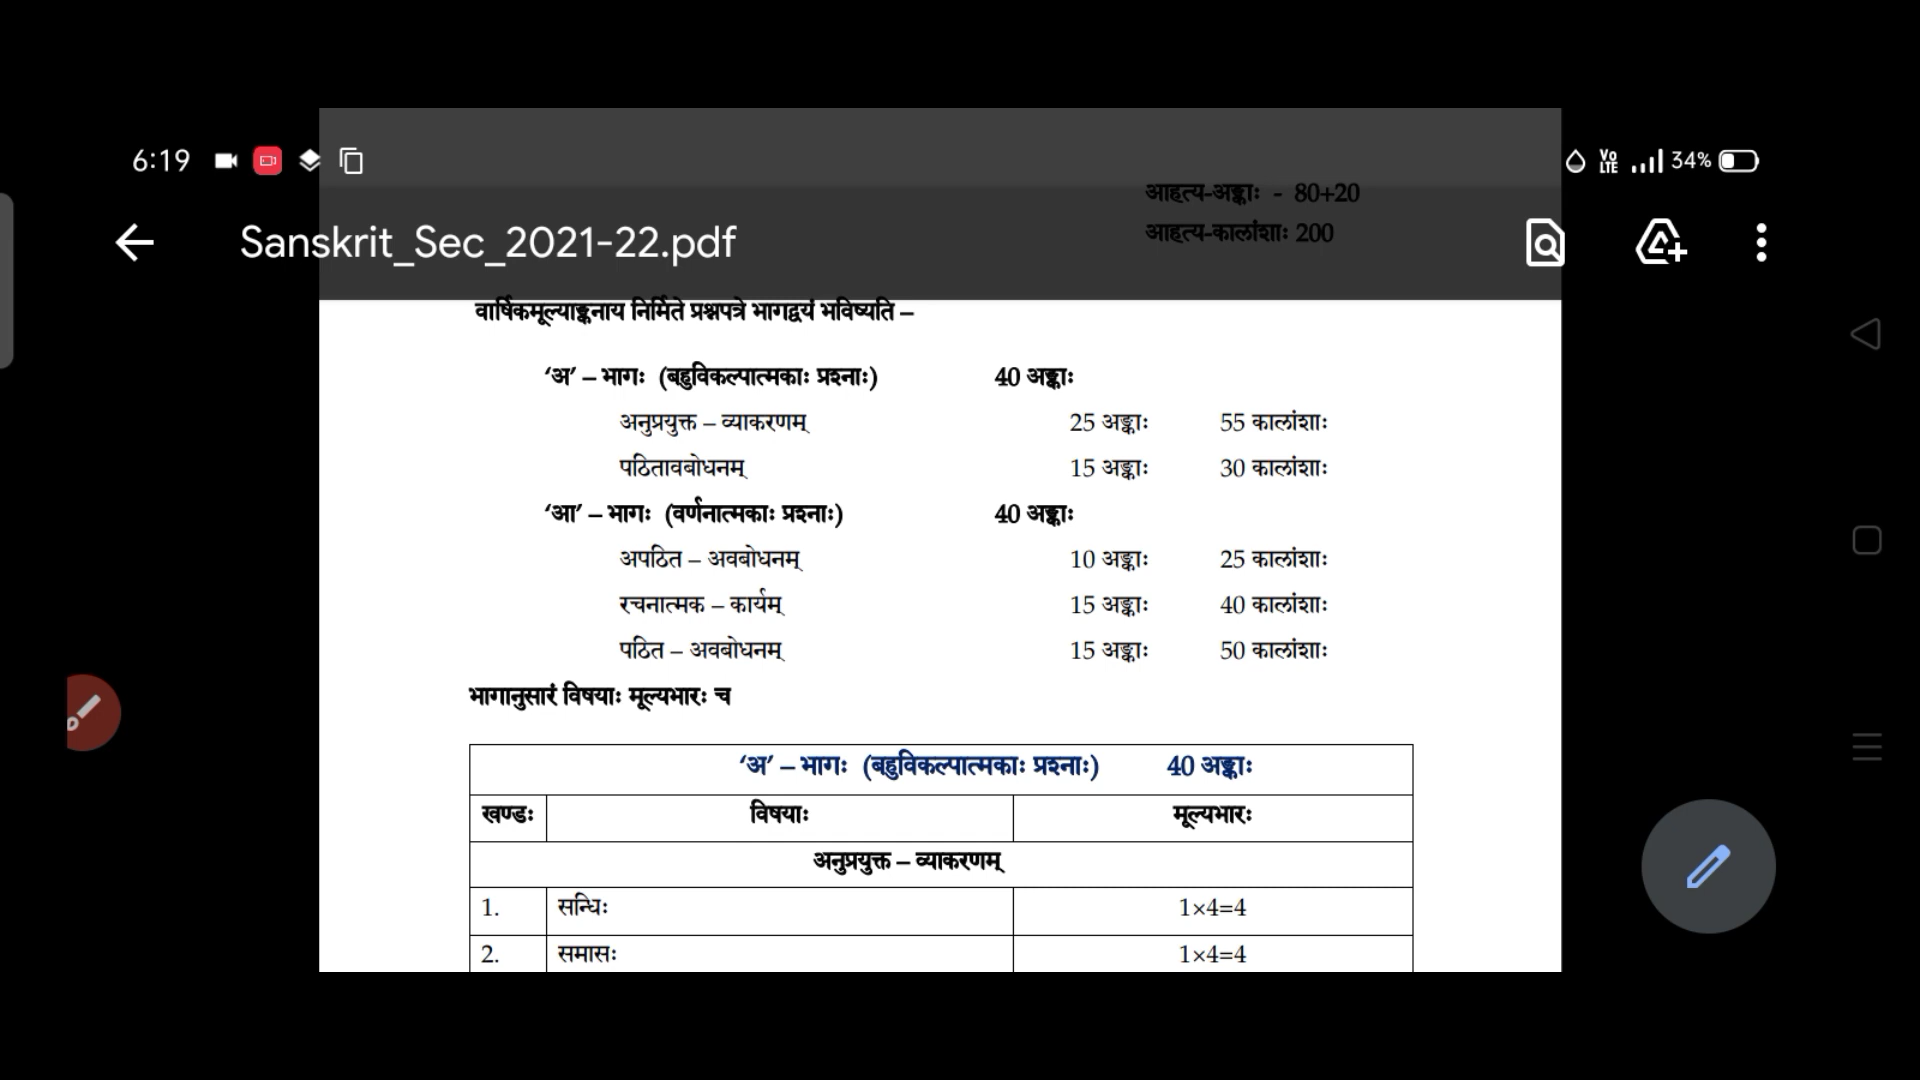 6:19
Vo LTE 34%
आहत्य-अङ्काः - 80+20
Sanskrit_Sec_2021-22.pdf
आहत्य-कालांशाः 200
वार्षिकमूल्याङ्कनाय निर्मिते प्रश्नपत्रे भागद्वयं भविष्यति –
‘अ’ – भागः (बहुविकल्पात्मकाः प्रश्नाः) 40 अङ्काः
अनुप्रयुक्त – व्याकरणम् 25 अङ्काः 55 कालांशाः
पठितावबोधनम् 15 अङ्काः 30 कालांशाः
‘आ’ – भागः (वर्णनात्मकाः प्रश्नाः) 40 अङ्काः
अपठित – अवबोधनम् 10 अङ्काः 25 कालांशाः
रचनात्मक – कार्यम् 15 अङ्काः 40 कालांशाः
पठित – अवबोधनम् 15 अङ्काः 50 कालांशाः
भागानुसारं विषयाः मूल्यभारः च
‘अ’ – भागः (बहुविकल्पात्मकाः प्रश्नाः) 40 अङ्काः
खण्डः विषयाः मूल्यभारः
अनुप्रयुक्त – व्याकरणम्
1. सन्धिः 1×4=4
2. समासः 1×4=4